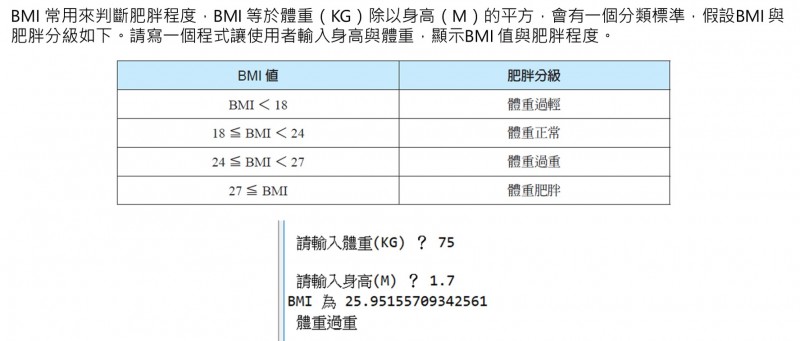 BMI 常用來判斷肥胖程度，BMI 等於體重（KG）除以身高（M）的平方，會有一個分類標準，假設BMI 與
肥胖分級如下。請寫一個程式讓使用者輸入身高與體重，顯示BMI 值與肥胖程度。
BMI 值 肥胖分級
BMI＜18 體重過輕
18 ≦ BMI＜24 體重正常
24 ≦ BMI＜27 體重過重
27 ≦ BMI 體重肥胖
請輸入體重(KG) ？ 75
請輸入身高(M) ？ 1.7
BMI 為 25.95155709342561
體重過重